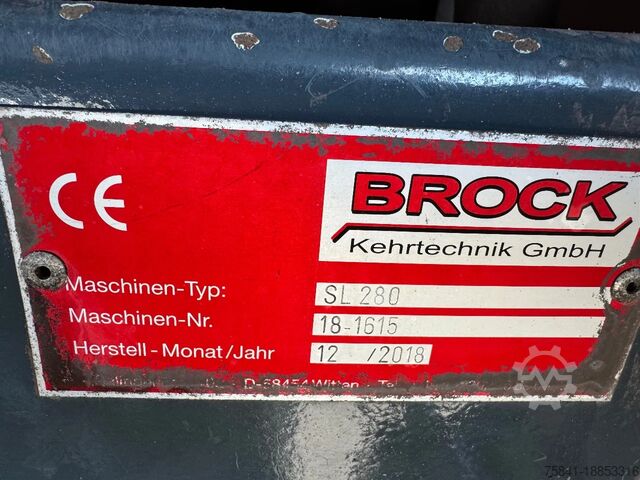 CE
BROCK
Kehrtechnik GmbH
Maschinen-Typ: SL 280
Maschinen-Nr. 18-1615
Herstell-Monat/Jahr 12 /2018
D-58454 Witten
75841-18853316